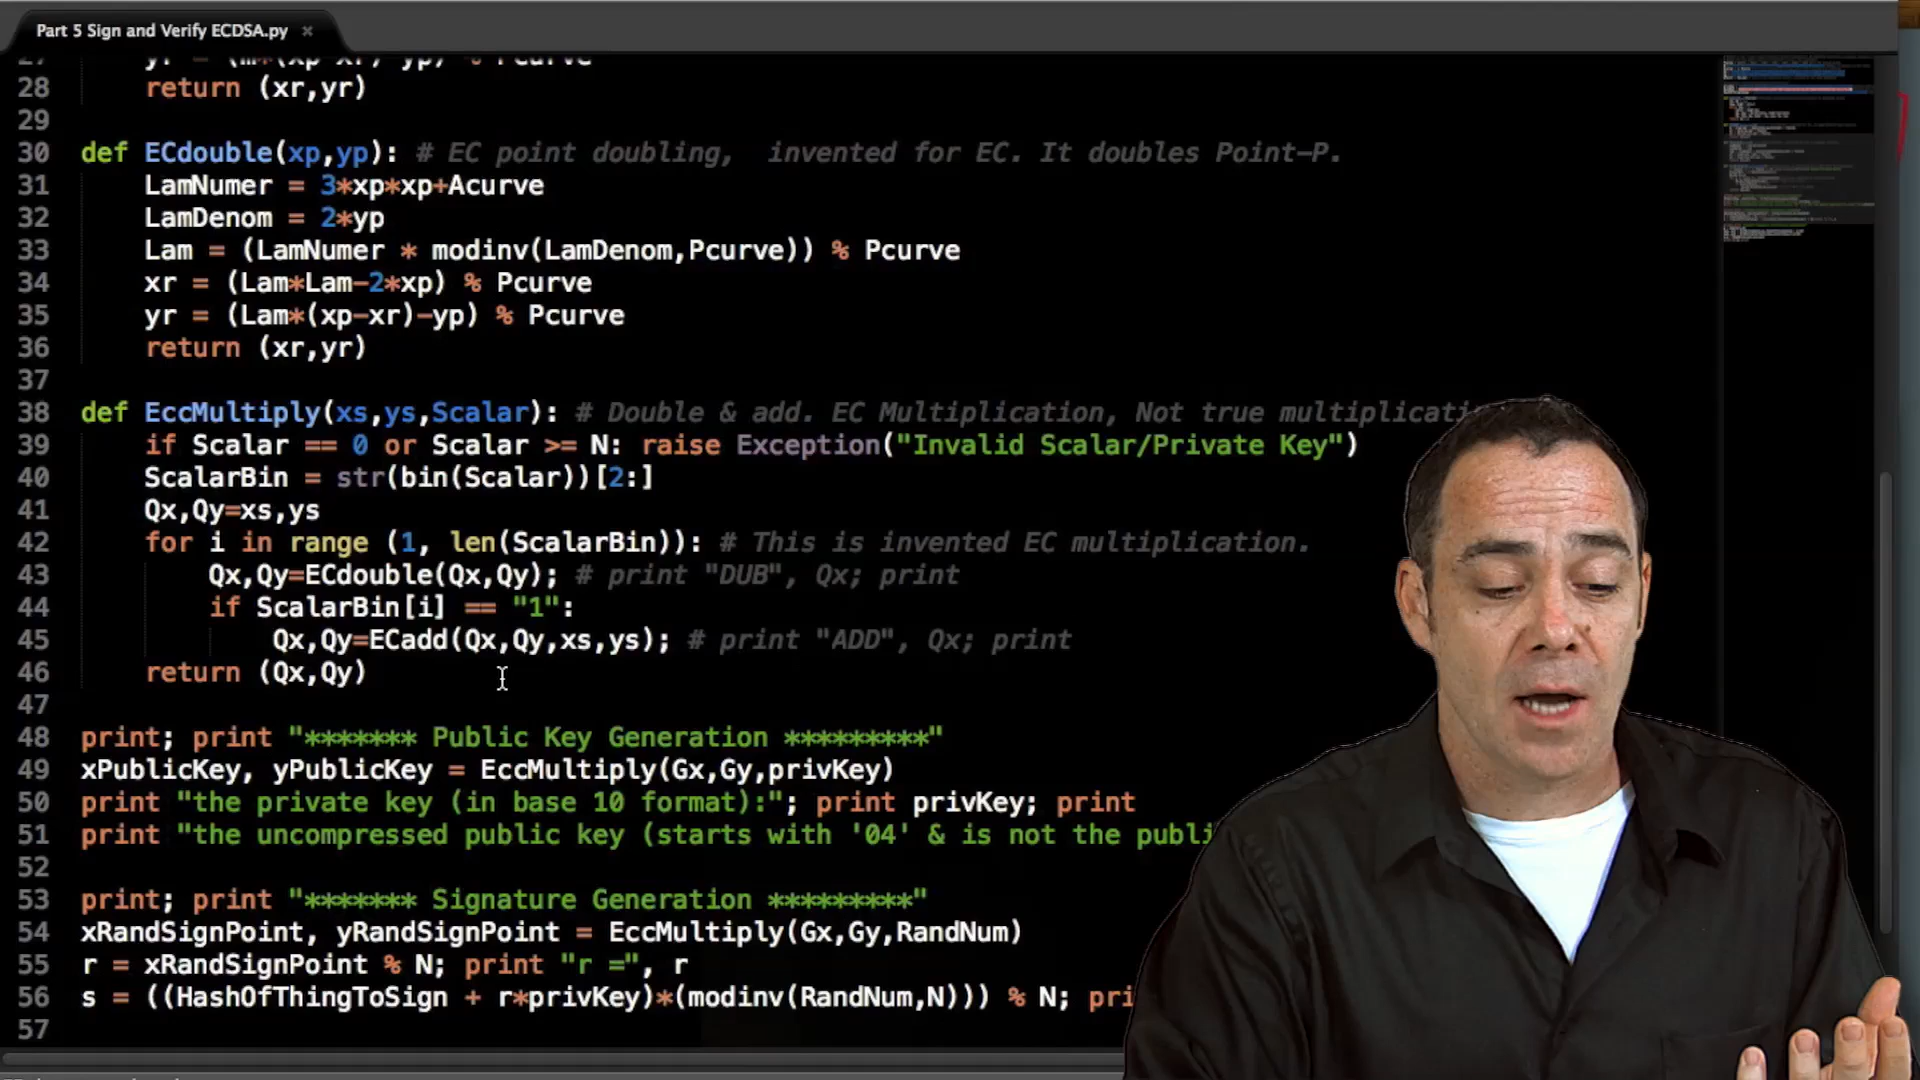 Part 5 Sign and Verify ECDSA.py ×
27 yr = (m*(xp-xr)-yp) % Pcurve
28 return (xr,yr)
29
30 def ECdouble(xp,yp): # EC point doubling,  invented for EC. It doubles Point-P.
31 LamNumer = 3*xp*xp+Acurve
32 LamDenom = 2*yp
33 Lam = (LamNumer * modinv(LamDenom,Pcurve)) % Pcurve
34 xr = (Lam*Lam-2*xp) % Pcurve
35 yr = (Lam*(xp-xr)-yp) % Pcurve
36 return (xr,yr)
37
38 def EccMultiply(xs,ys,Scalar): # Double & add. EC Multiplication, Not true
39 if Scalar == 0 or Scalar >= N: raise Exception("Invalid Scalar/Private Key")
40 ScalarBin = str(bin(Scalar))[2:]
41 Qx,Qy=xs,ys
42 for i in range (1, len(ScalarBin)): # This is invented EC multiplication.
43 Qx,Qy=ECdouble(Qx,Qy); # print "DUB", Qx; print
44 if ScalarBin[i] == "1":
45 Qx,Qy=ECadd(Qx,Qy,xs,ys); # print "ADD", Qx; print
46 return (Qx,Qy)
47
48 print; print "******* Public Key Generation *********"
49 xPublicKey, yPublicKey = EccMultiply(Gx,Gy,privKey)
50 print "the private key (in base 10 format):"; print privKey; print
51 print "the uncompressed public key (starts with '04' & is not the
52
53 print; print "******* Signature Generation *********"
54 xRandSignPoint, yRandSignPoint = EccMultiply(Gx,Gy,RandNum)
55 r = xRandSignPoint % N; print "r =", r
56 s = ((HashOfThingToSign + r*privKey)*(modinv(RandNum,N))) % N;
57